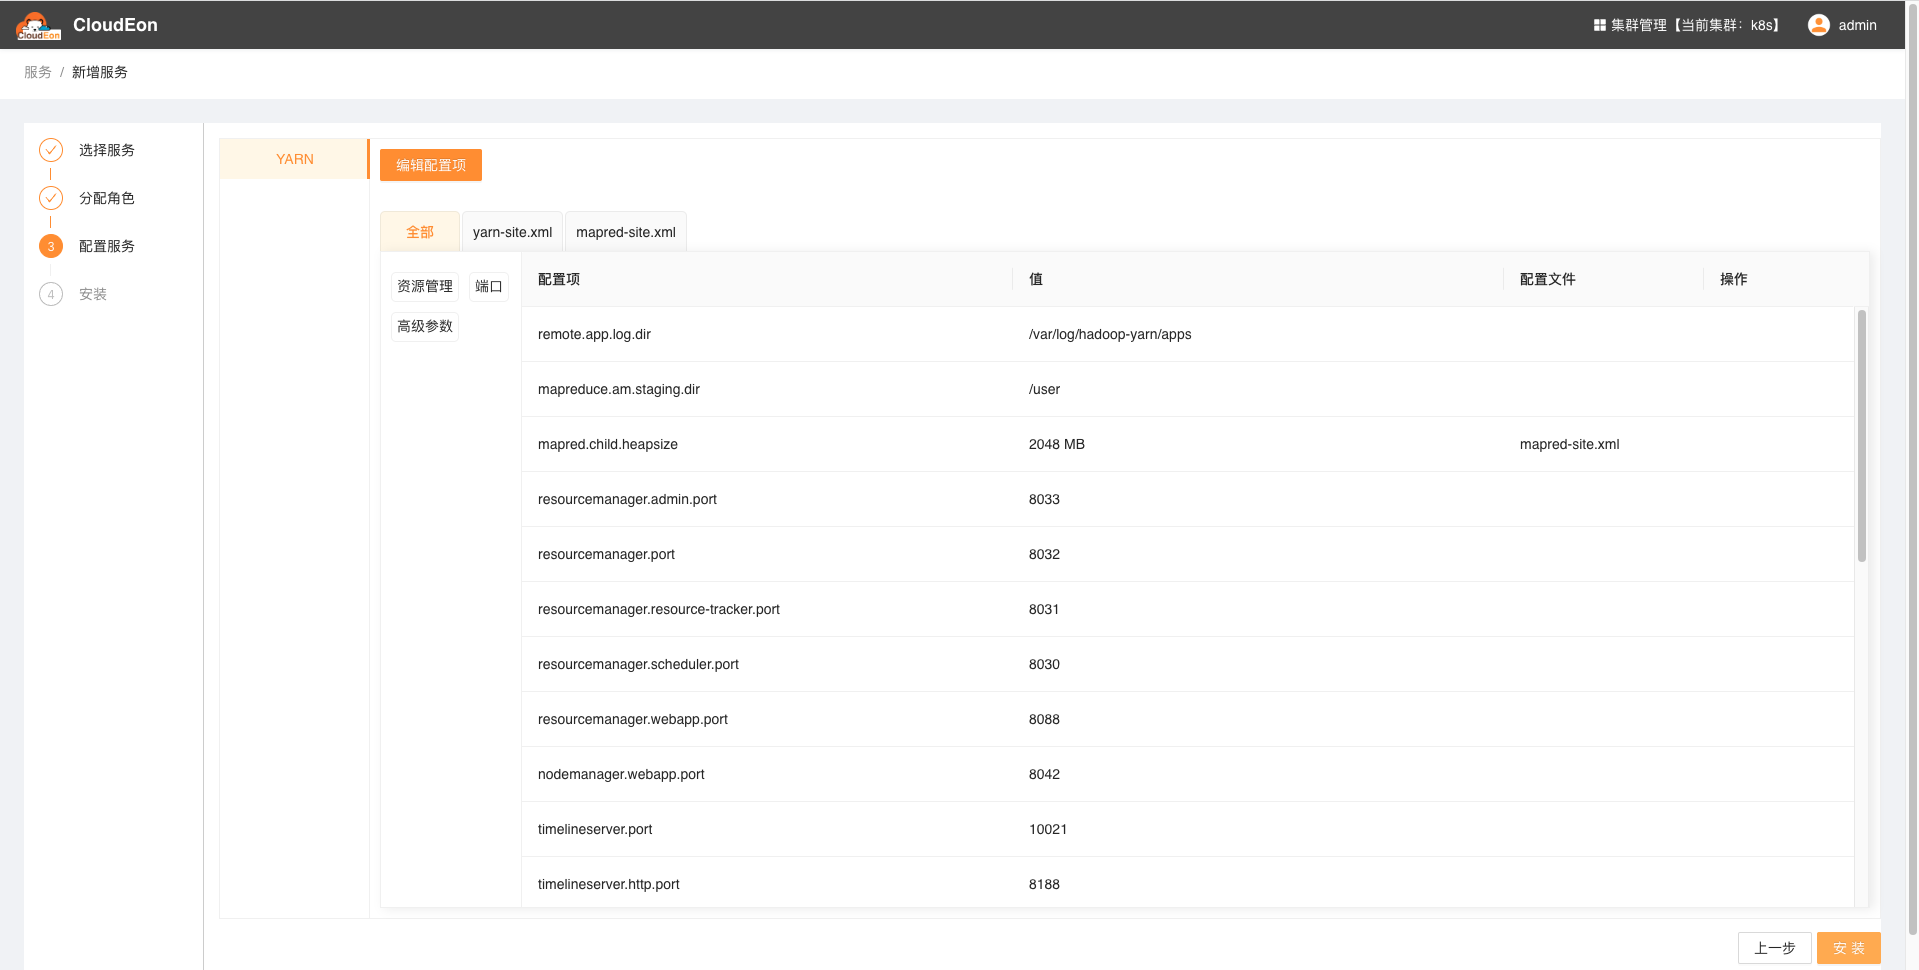 CloudEon
CloudEon
集群管理【当前集群：k8s】
admin
服务 / 新增服务
选择服务
分配角色
3 配置服务
4 安装
YARN
编辑配置项
全部 yarn-site.xml mapred-site.xml
资源管理 端口
高级参数
配置项 值 配置文件 操作
remote.app.log.dir /var/log/hadoop-yarn/apps
mapreduce.am.staging.dir /user
mapred.child.heapsize 2048 MB mapred-site.xml
resourcemanager.admin.port 8033
resourcemanager.port 8032
resourcemanager.resource-tracker.port 8031
resourcemanager.scheduler.port 8030
resourcemanager.webapp.port 8088
nodemanager.webapp.port 8042
timelineserver.port 10021
timelineserver.http.port 8188
上一步 安 装